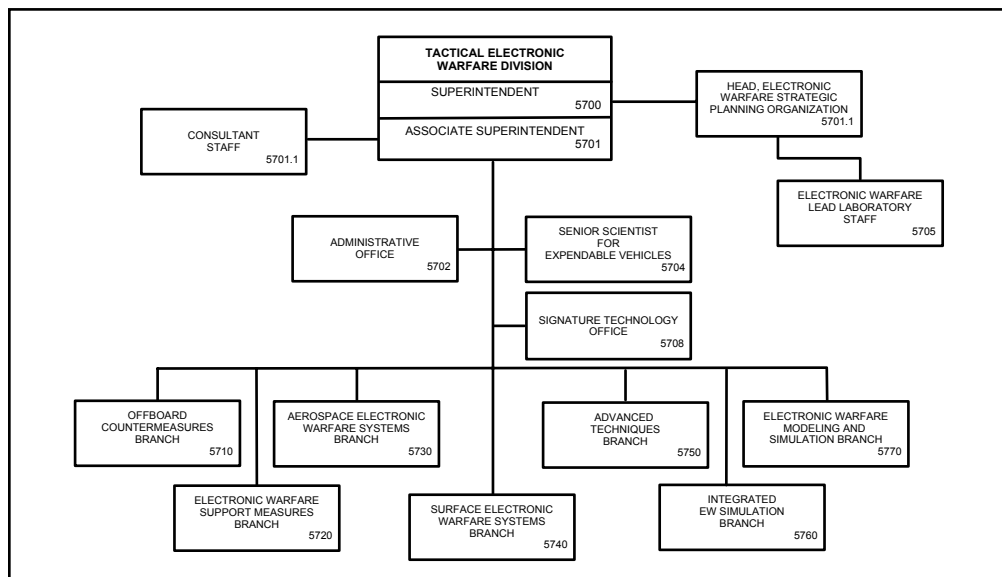 TACTICAL ELECTRONIC
WARFARE DIVISION
SUPERINTENDENT
5700
ASSOCIATE SUPERINTENDENT
5701
HEAD, ELECTRONIC
WARFARE STRATEGIC
PLANNING ORGANIZATION
5701.1
CONSULTANT
STAFF
5701.1
ELECTRONIC WARFARE
LEAD LABORATORY
STAFF
5705
ADMINISTRATIVE
OFFICE
5702
SENIOR SCIENTIST
FOR
EXPENDABLE VEHICLES
5704
SIGNATURE TECHNOLOGY
OFFICE
5708
OFFBOARD
COUNTERMEASURES
BRANCH
5710
AEROSPACE ELECTRONIC
WARFARE SYSTEMS
BRANCH
5730
ADVANCED
TECHNIQUES
BRANCH
5750
ELECTRONIC WARFARE
MODELING AND
SIMULATION BRANCH
5770
ELECTRONIC WARFARE
SUPPORT MEASURES
BRANCH
5720
SURFACE ELECTRONIC
WARFARE SYSTEMS
BRANCH
5740
INTEGRATED
EW SIMULATION
BRANCH
5760